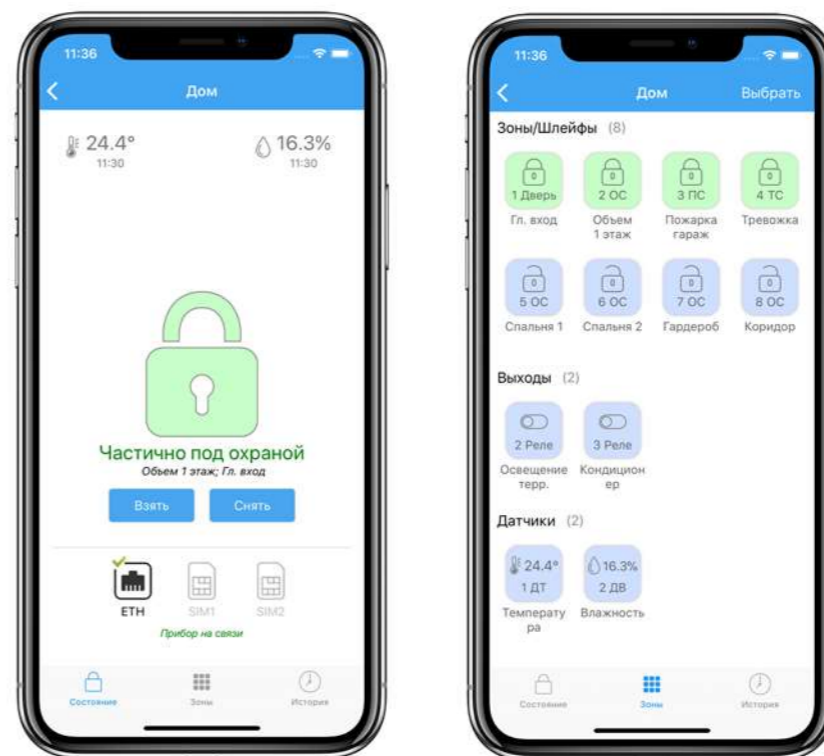 11:36
Дом
24.4°
16.3%
11:30
11:30
Частично под охраной
Объем 1 этаж; Гл. вход
Взять
Снять
ETH
SIM1
SIM2
Прибор на связи
Состояние
Зоны
История
11:36
Дом
Выбрать
Зоны/Шлейфы (8)
0
0
0
0
1 Дверь
2 ОС
3 ПС
4 ТС
Гл. вход
Объем
1 этаж
Пожарка
гараж
Тревожка
0
0
0
0
5 ОС
6 ОС
7 ОС
8 ОС
Спальня 1
Спальня 2
Гардероб
Коридор
Выходы (2)
2 Реле
3 Реле
Освещение
терр.
Кондицион
ер
Датчики (2)
24.4°
16.3%
1 ДТ
2 ДВ
Температу
ра
Влажность
Состояние
Зоны
История